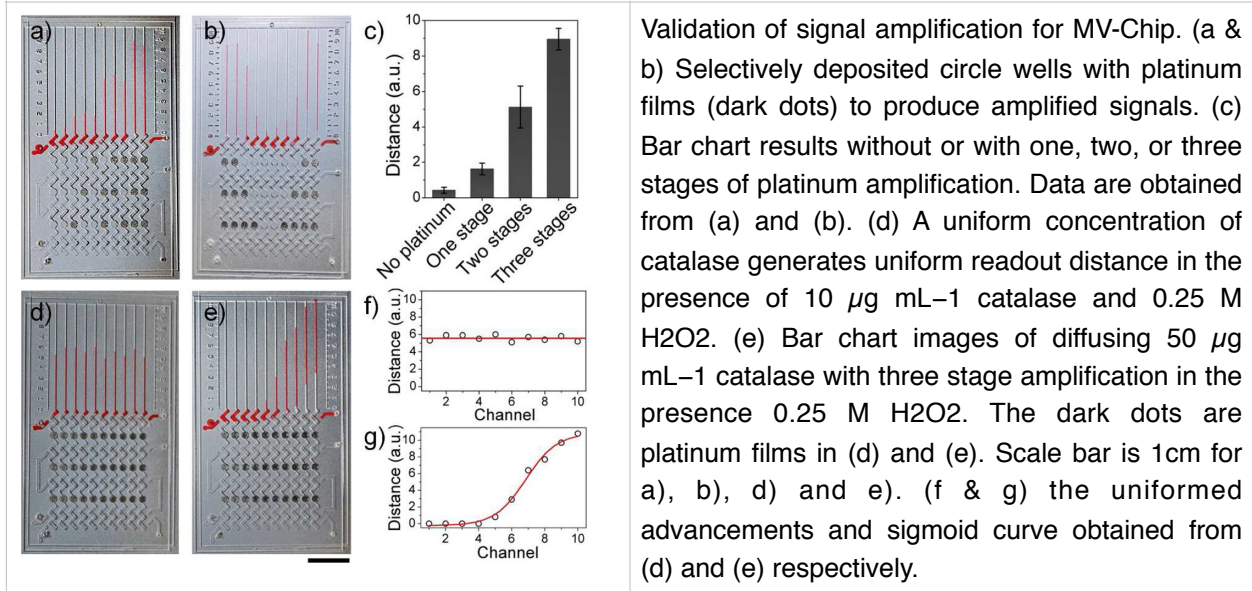 a)
b)
c)
Distance (a.u.)
10
8
6
4
2
0
No platinum
One stage
Two stages
Three stages
d)
e)
f)
Distance (a.u.)
10
8
6
4
2
0
2 4 6 8 10
Channel
g)
Distance (a.u.)
10
8
6
4
2
0
2 4 6 8 10
Channel
Validation of signal amplification for MV-Chip. (a &
b) Selectively deposited circle wells with platinum
films (dark dots) to produce amplified signals. (c)
Bar chart results without or with one, two, or three
stages of platinum amplification. Data are obtained
from (a) and (b). (d) A uniform concentration of
catalase generates uniform readout distance in the
presence of 10 μg mL−1 catalase and 0.25 M
H2O2. (e) Bar chart images of diffusing 50 μg
mL−1 catalase with three stage amplification in the
presence 0.25 M H2O2. The dark dots are
platinum films in (d) and (e). Scale bar is 1cm for
a), b), d) and e). (f & g) the uniformed
advancements and sigmoid curve obtained from
(d) and (e) respectively.